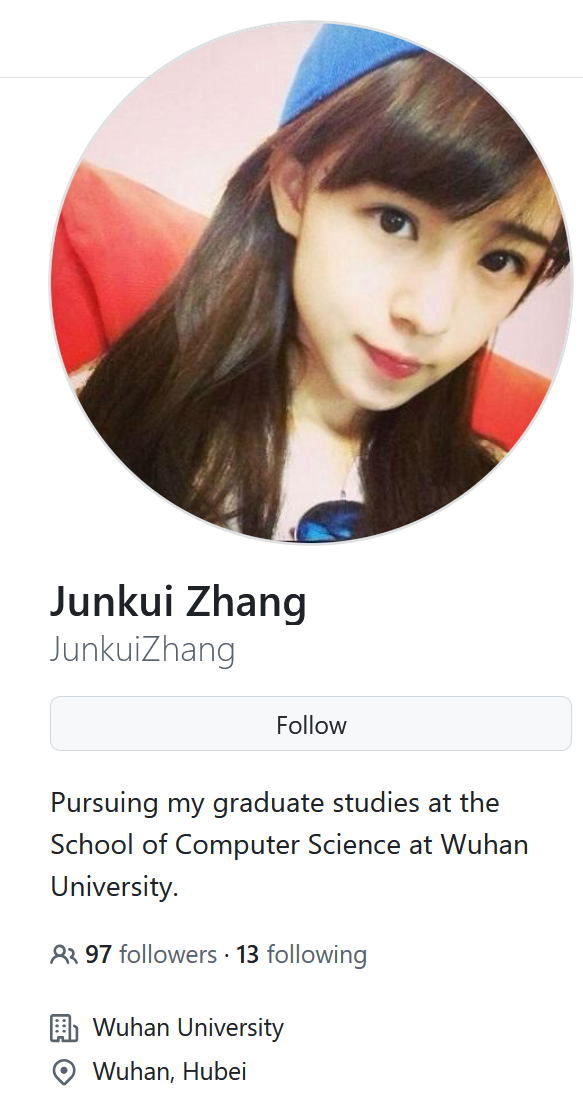 Junkui Zhang
JunkuiZhang
Follow
Pursuing my graduate studies at the
School of Computer Science at Wuhan
University.
97 followers · 13 following
Wuhan University
Wuhan, Hubei